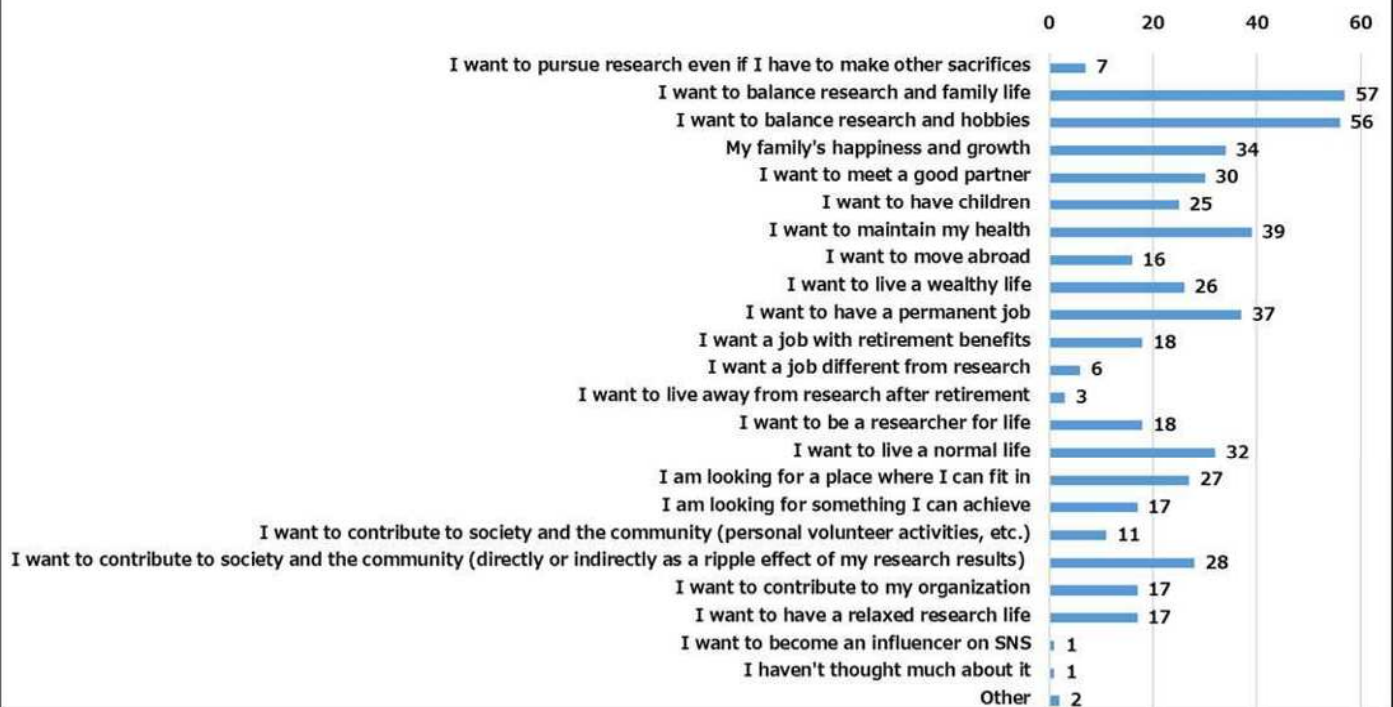 0 20 40 60
I want to pursue research even if I have to make other sacrifices 7
I want to balance research and family life 57
I want to balance research and hobbies 56
My family's happiness and growth 34
I want to meet a good partner 30
I want to have children 25
I want to maintain my health 39
I want to move abroad 16
I want to live a wealthy life 26
I want to have a permanent job 37
I want a job with retirement benefits 18
I want a job different from research 6
I want to live away from research after retirement 3
I want to be a researcher for life 18
I want to live a normal life 32
I am looking for a place where I can fit in 27
I am looking for something I can achieve 17
I want to contribute to society and the community (personal volunteer activities, etc.) 11
I want to contribute to society and the community (directly or indirectly as a ripple effect of my research results) 28
I want to contribute to my organization 17
I want to have a relaxed research life 17
I want to become an influencer on SNS 1
I haven't thought much about it 1
Other 2